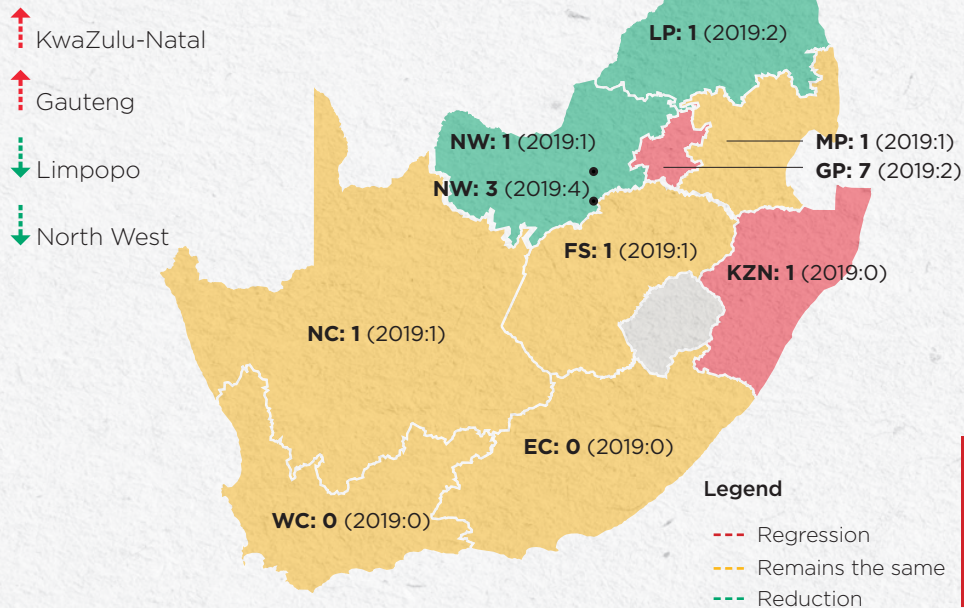 KwaZulu-Natal
Gauteng
Limpopo
North West
LP: 1 (2019:2)
NW: 1 (2019:1)
NW: 3 (2019:4)
MP: 1 (2019:1)
GP: 7 (2019:2)
FS: 1 (2019:1)
KZN: 1 (2019:0)
NC: 1 (2019:1)
EC: 0 (2019:0)
WC: 0 (2019:0)
Legend
Regression
Remains the same
Reduction